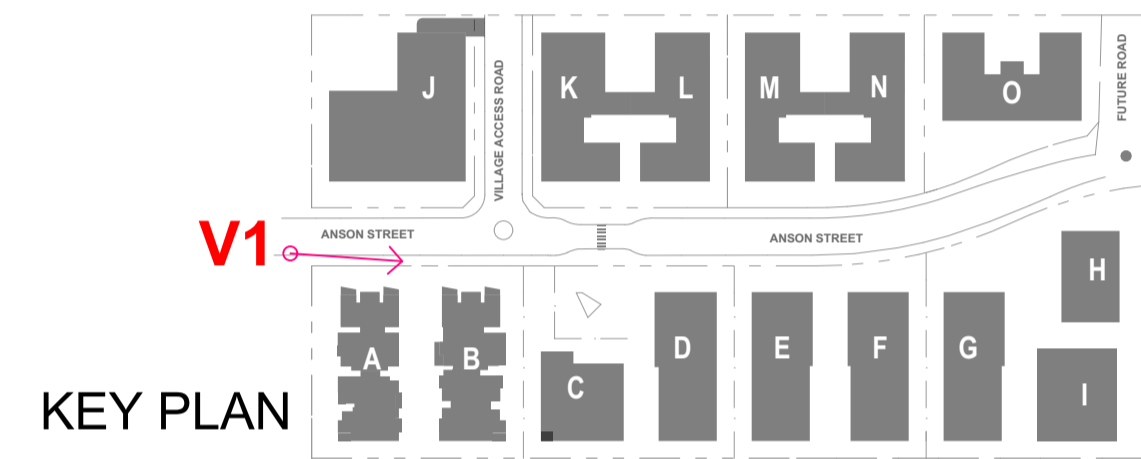 J
VILLAGE ACCESS ROAD
K
L
M
N
O
FUTURE ROAD
V1
ANSON STREET
ANSON STREET
A
B
C
D
E
F
G
H
I
KEY PLAN